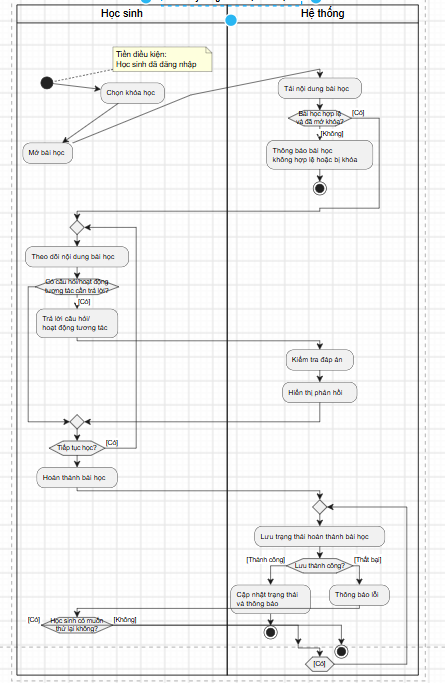 Học sinh
Hệ thống
Tiền điều kiện:
Học sinh đã đăng nhập
Chọn khóa học
Tải nội dung bài học
Bài học hợp lệ
và đã mở khóa?
[Có]
[Không]
Mở bài học
Thông báo bài học
không hợp lệ hoặc bị khóa
Theo dõi nội dung bài học
Có câu hỏi/hoạt động
tương tác cần trả lời?
[Có]
Trả lời câu hỏi/
hoạt động tương tác
Kiểm tra đáp án
Hiển thị phản hồi
Tiếp tục học?
[Có]
Hoàn thành bài học
Lưu trạng thái hoàn thành bài học
[Thành công]
Lưu thành công?
[Thất bại]
Cập nhật trạng thái
và thông báo
Thông báo lỗi
[Có]
Học sinh có muốn
thử lại không?
[Không]
[Có]